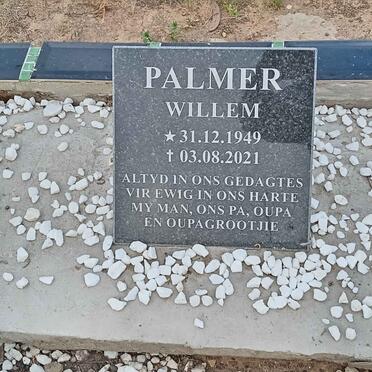 PALMER
WILLEM
★ 31.12.1949
✝ 03.08.2021
ALTYD IN ONS GEDAGTES
VIR EWIG IN ONS HARTE
MY MAN, ONS PA, OUPA
EN OUPAGROOTJIE